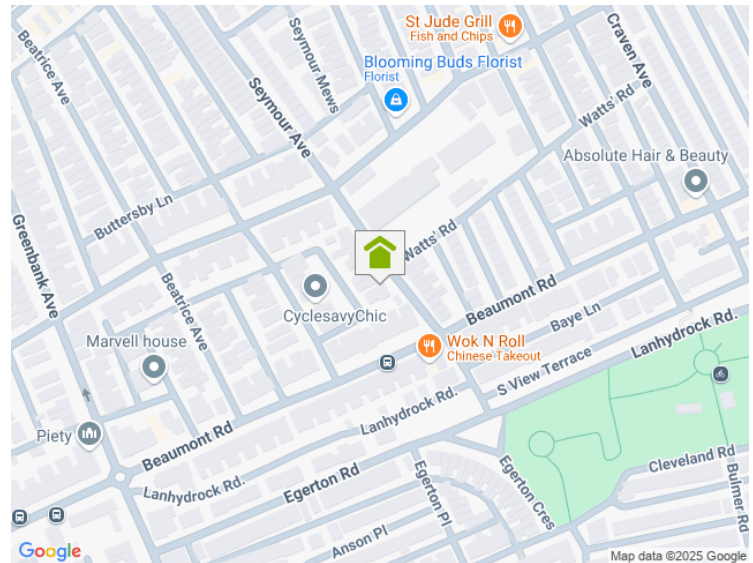 St Jude Grill
Fish and Chips
Beatrice Ave
Seymour Ave
Seymour Mews
Blooming Buds Florist
Florist
Craven Ave
Watts' Rd
Absolute Hair & Beauty
Buttersby Ln
Greenbank Ave
Watts' Rd
Beatrice Ave
CyclesavyChic
Beaumont Rd
Baye Ln
Lanhydrock Rd.
Marvell house
Wok N Roll
Chinese Takeout
S View Terrace
Piety
Beaumont Rd
Lanhydrock Rd.
Lanhydrock Rd.
Egerton Rd
Egerton Pl
Egerton Cres
Cleveland Rd
Bulmer Rd
Anson Pl
Google
Map data ©2025 Google